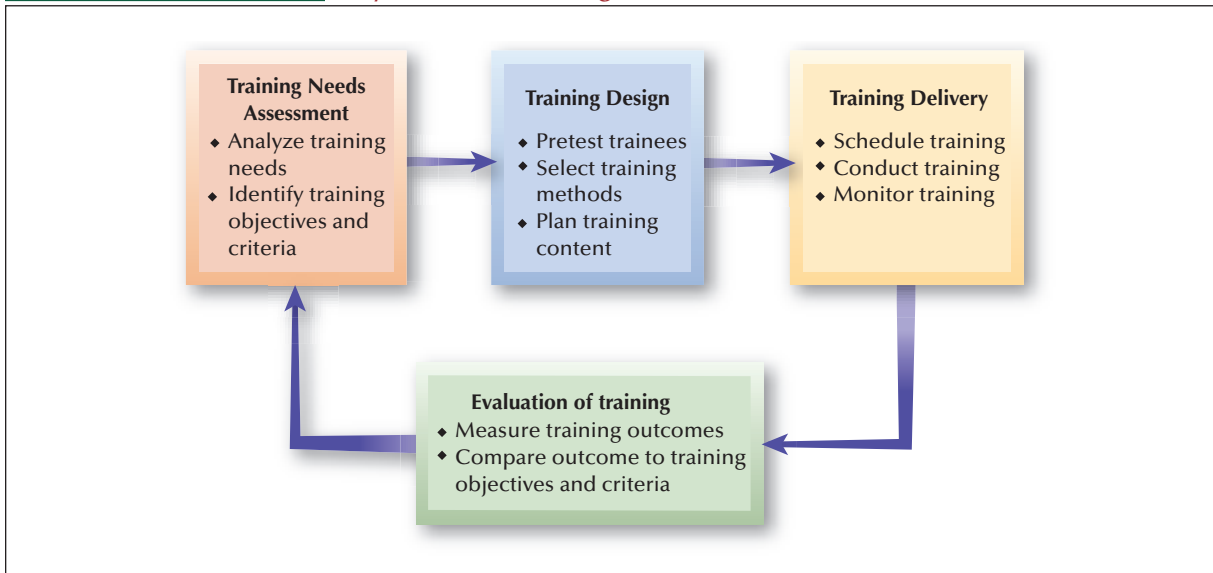 Training Needs
Assessment
◆ Analyze training
needs
◆ Identify training
objectives and
criteria
Training Design
◆ Pretest trainees
◆ Select training
methods
◆ Plan training
content
Training Delivery
◆ Schedule training
◆ Conduct training
◆ Monitor training
Evaluation of training
◆ Measure training outcomes
◆ Compare outcome to training
objectives and criteria